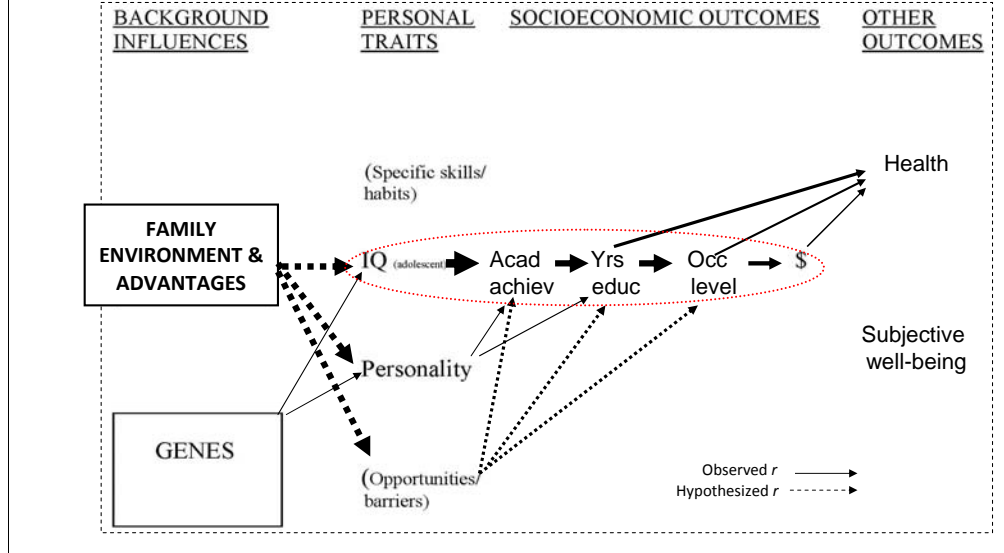 BACKGROUND
INFLUENCES
PERSONAL
TRAITS
SOCIOECONOMIC OUTCOMES
OTHER
OUTCOMES
(Specific skills/
habits)
Health
FAMILY
ENVIRONMENT &
ADVANTAGES
IQ (adolescent)
Acad
achiev
Yrs
educ
Occ
level
$
Subjective
well-being
Personality
GENES
(Opportunities/
barriers)
Observed r
Hypothesized r